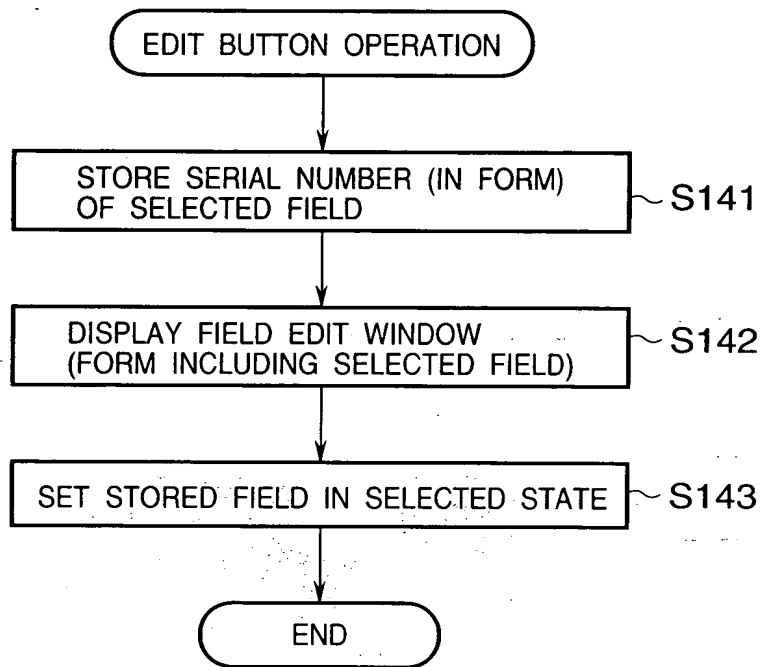 EDIT BUTTON OPERATION
STORE SERIAL NUMBER (IN FORM)
OF SELECTED FIELD
S141
DISPLAY FIELD EDIT WINDOW
(FORM INCLUDING SELECTED FIELD)
S142
SET STORED FIELD IN SELECTED STATE
S143
END